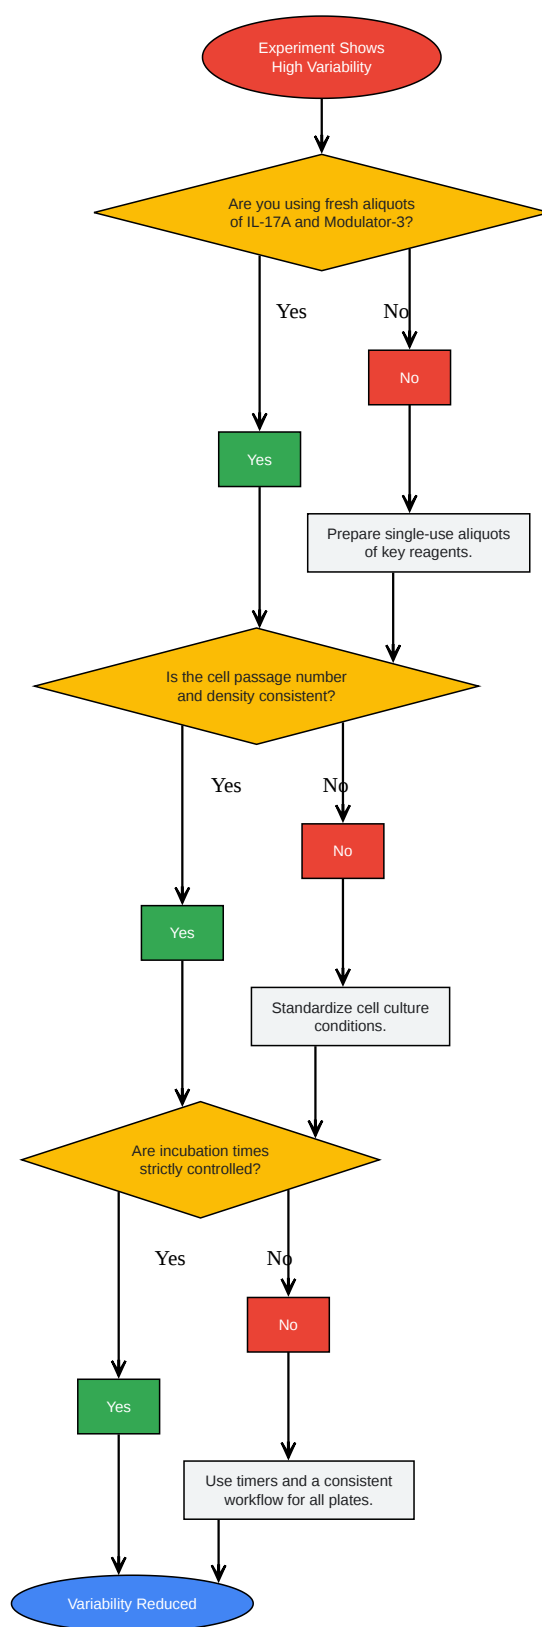 Experiment Shows
High Variability
Are you using fresh aliquots
of IL-17A and Modulator-3?
Yes
No
No
Yes
Prepare single-use aliquots
of key reagents.
Is the cell passage number
and density consistent?
Yes
No
No
Yes
Standardize cell culture
conditions.
Are incubation times
strictly controlled?
Yes
No
No
Yes
Use timers and a consistent
workflow for all plates.
Variability Reduced